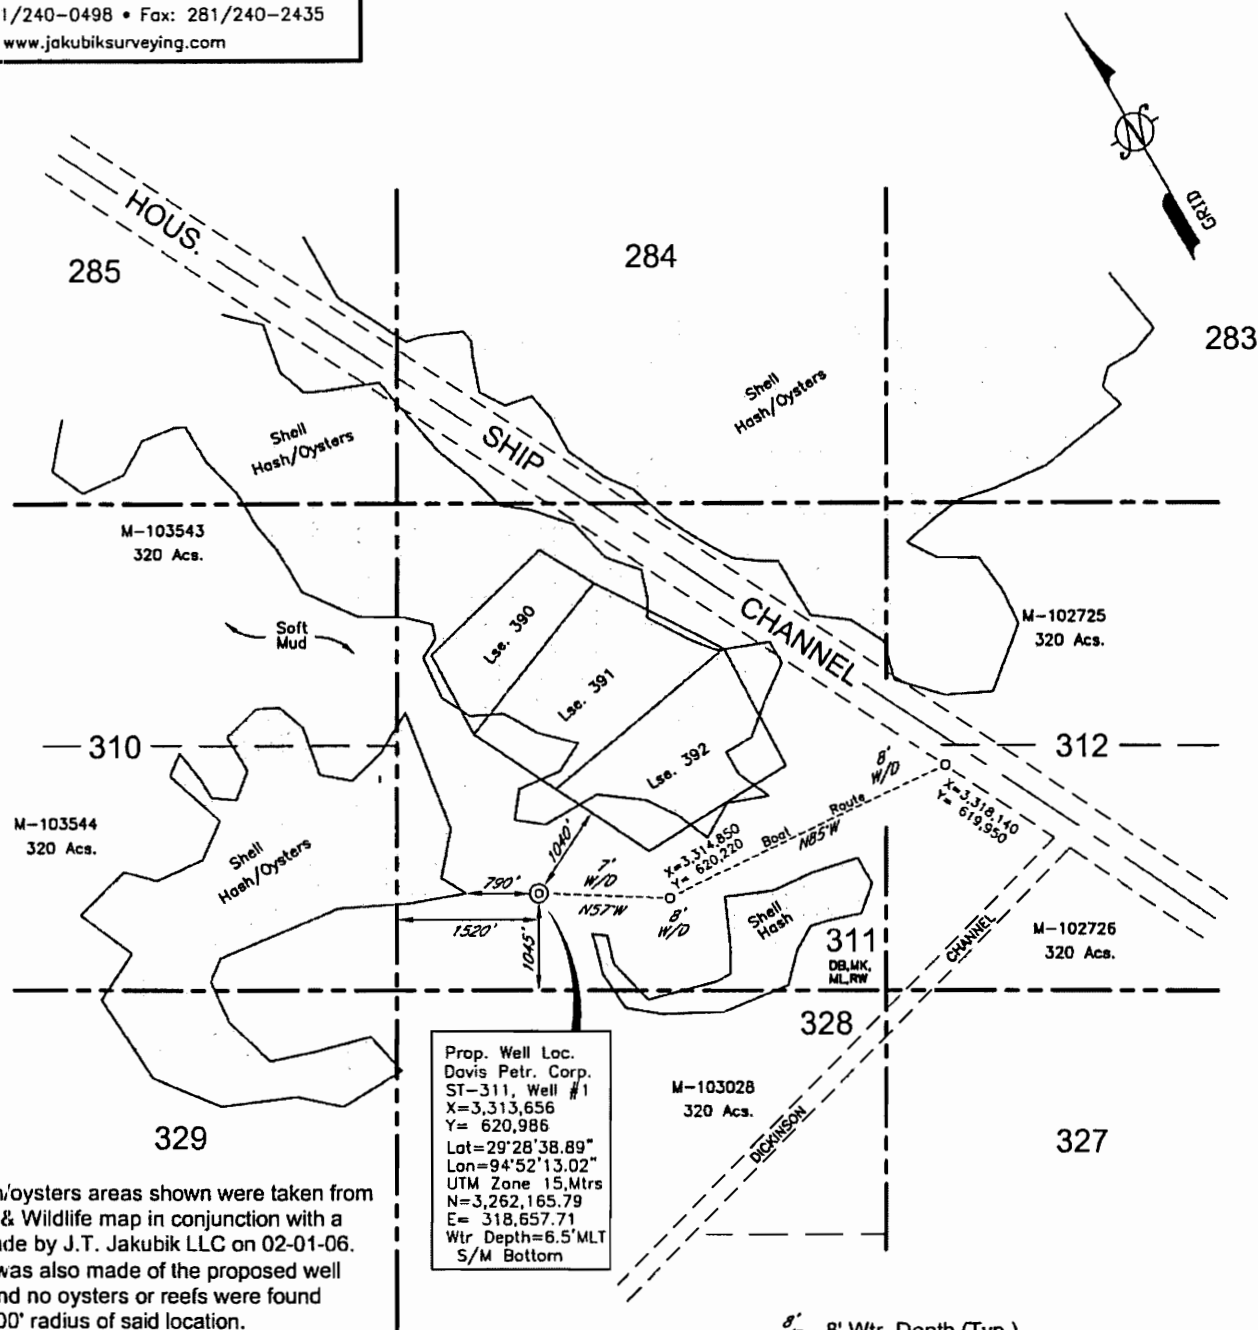 1/240-0498 • Fax: 281/240-2435
www.jakubiksurveying.com
N
GRID
HOUS.
285
284
283
Shell
Hash/Oysters
Shell
Hash/Oysters
SHIP
M-103543
320 Acs.
CHANNEL
M-102725
320 Acs.
Soft
Mud
Lse. 390
Lse. 391
Lse. 392
310
312
8'
W/D
X=3,318,140
Y= 619,950
Boat Route
N85°W
X=3,314,850
Y= 620,220
M-103544
320 Acs.
Shell
Hash/Oysters
1040'
790'
7'
W/D
N57°W
8'
W/D
1520'
1045'
Shell
Hash
311
DB,MK,
ML,RW
CHANNEL
M-102726
320 Acs.
328
Prop. Well Loc.
Davis Petr. Corp.
ST-311, Well #1
X=3,313,656
Y= 620,986
Lat=29°28'38.89"
Lon=94°52'13.02"
UTM Zone 15,Mtrs
N=3,262,165.79
E= 318,657.71
Wtr Depth=6.5'MLT
S/M Bottom
M-103028
320 Acs.
DICKINSON
329
327
/oysters areas shown were taken from
& Wildlife map in conjunction with a
de by J.T. Jakubik LLC on 02-01-06.
was also made of the proposed well
nd no oysters or reefs were found
00' radius of said location.
8' 8' Wtr. Depth (Typ.)